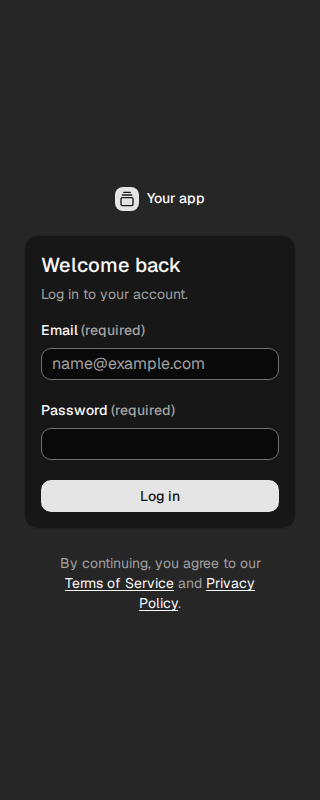 Your app
Welcome back
Log in to your account.
Email (required)
name@example.com
Password (required)
Log in
By continuing, you agree to our
Terms of Service and Privacy
Policy.